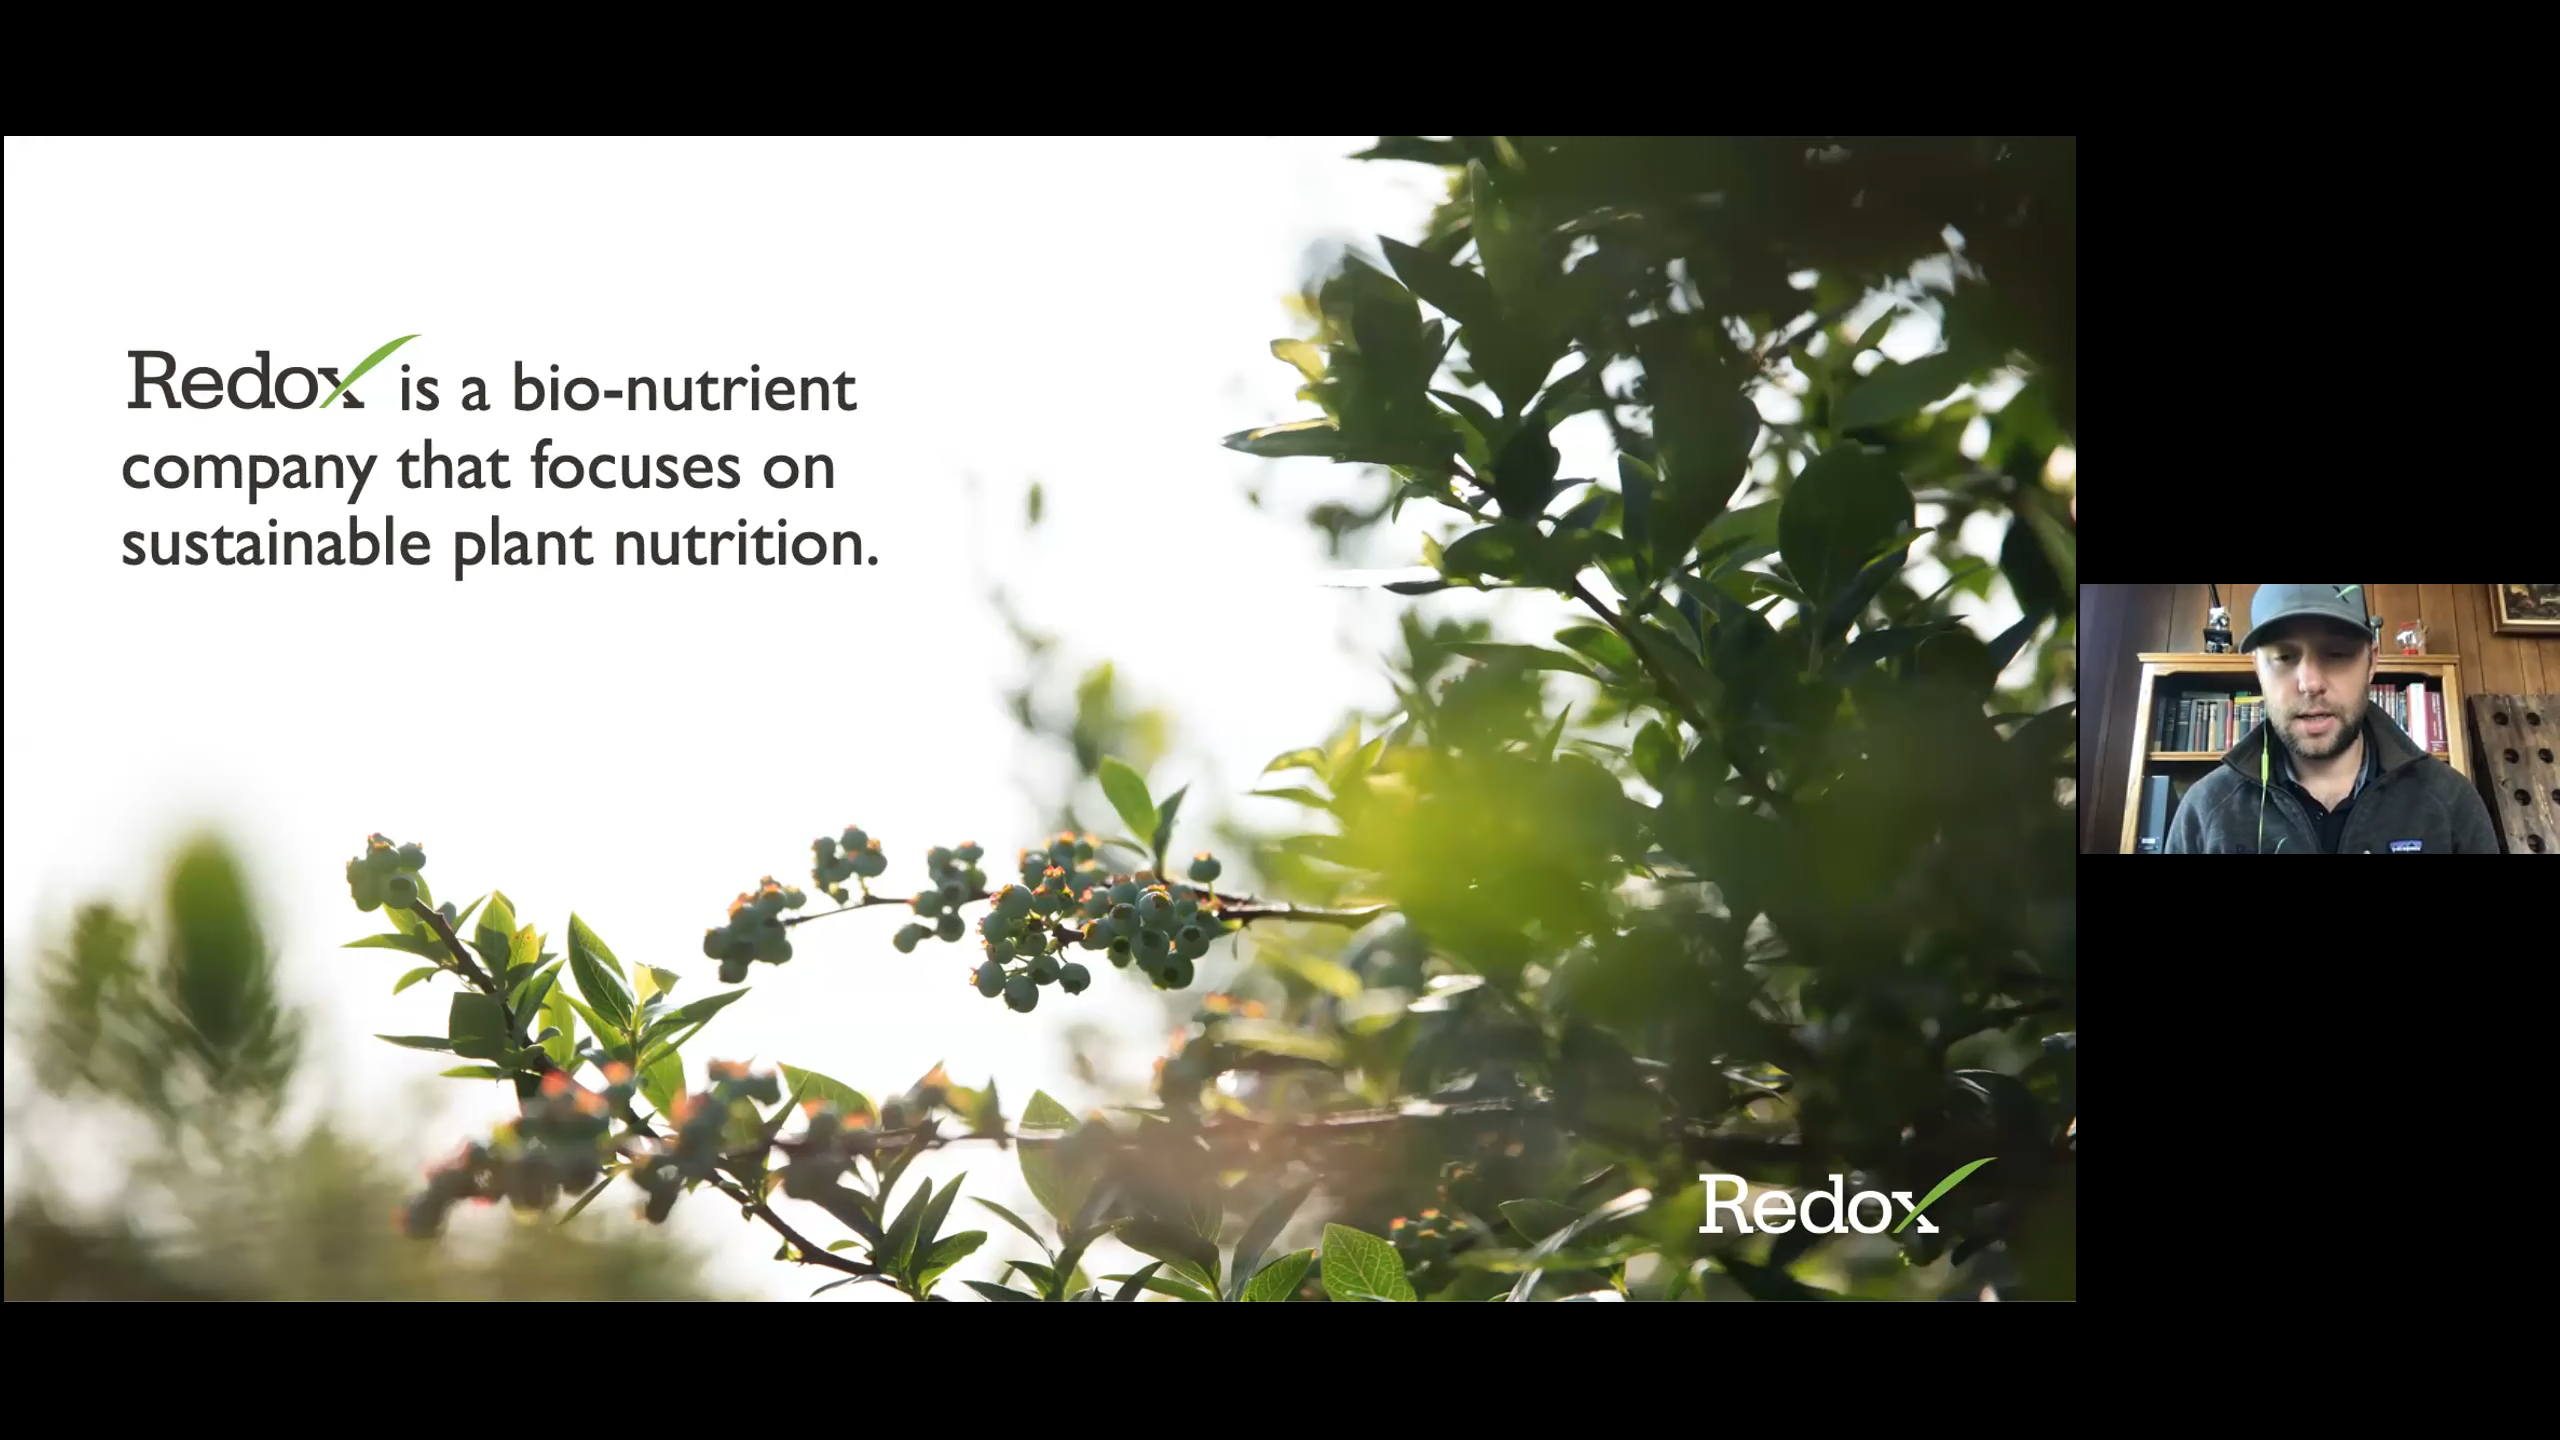 Redox is a bio-nutrient
company that focuses on
sustainable plant nutrition.
Redox